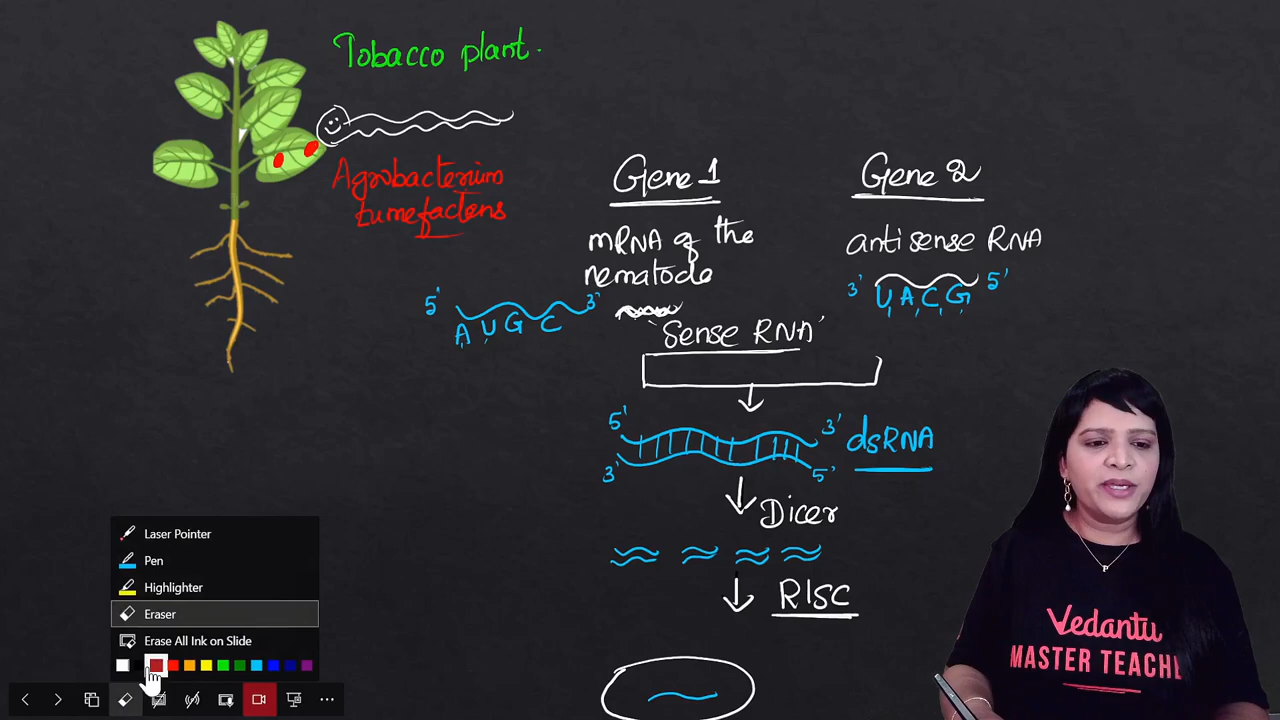 Tobacco plant.
Agrobacterium
tumefaciens
Gene 1
mRNA of the
nematode
5' 3'
A U G C
'Sense RNA'
Gene 2
antisense RNA
3' 5'
U A C G
5' 3' dsRNA
3' 5'
Dicer
RISC
Laser Pointer
Pen
Highlighter
Eraser
Erase All Ink on Slide
Vedantu
MASTER TEACHE
P